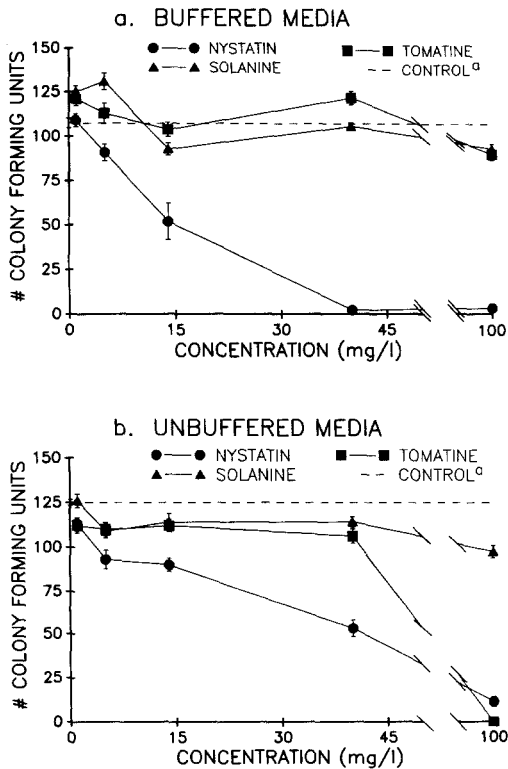 a. BUFFERED MEDIA
NYSTATIN TOMATINE
SOLANINE CONTROLª
# COLONY FORMING UNITS
150
125
100
75
50
25
0
0 15 30 45 100
CONCENTRATION (mg/l)
b. UNBUFFERED MEDIA
NYSTATIN TOMATINE
SOLANINE CONTROLª
# COLONY FORMING UNITS
150
125
100
75
50
25
0
0 15 30 45 100
CONCENTRATION (mg/l)